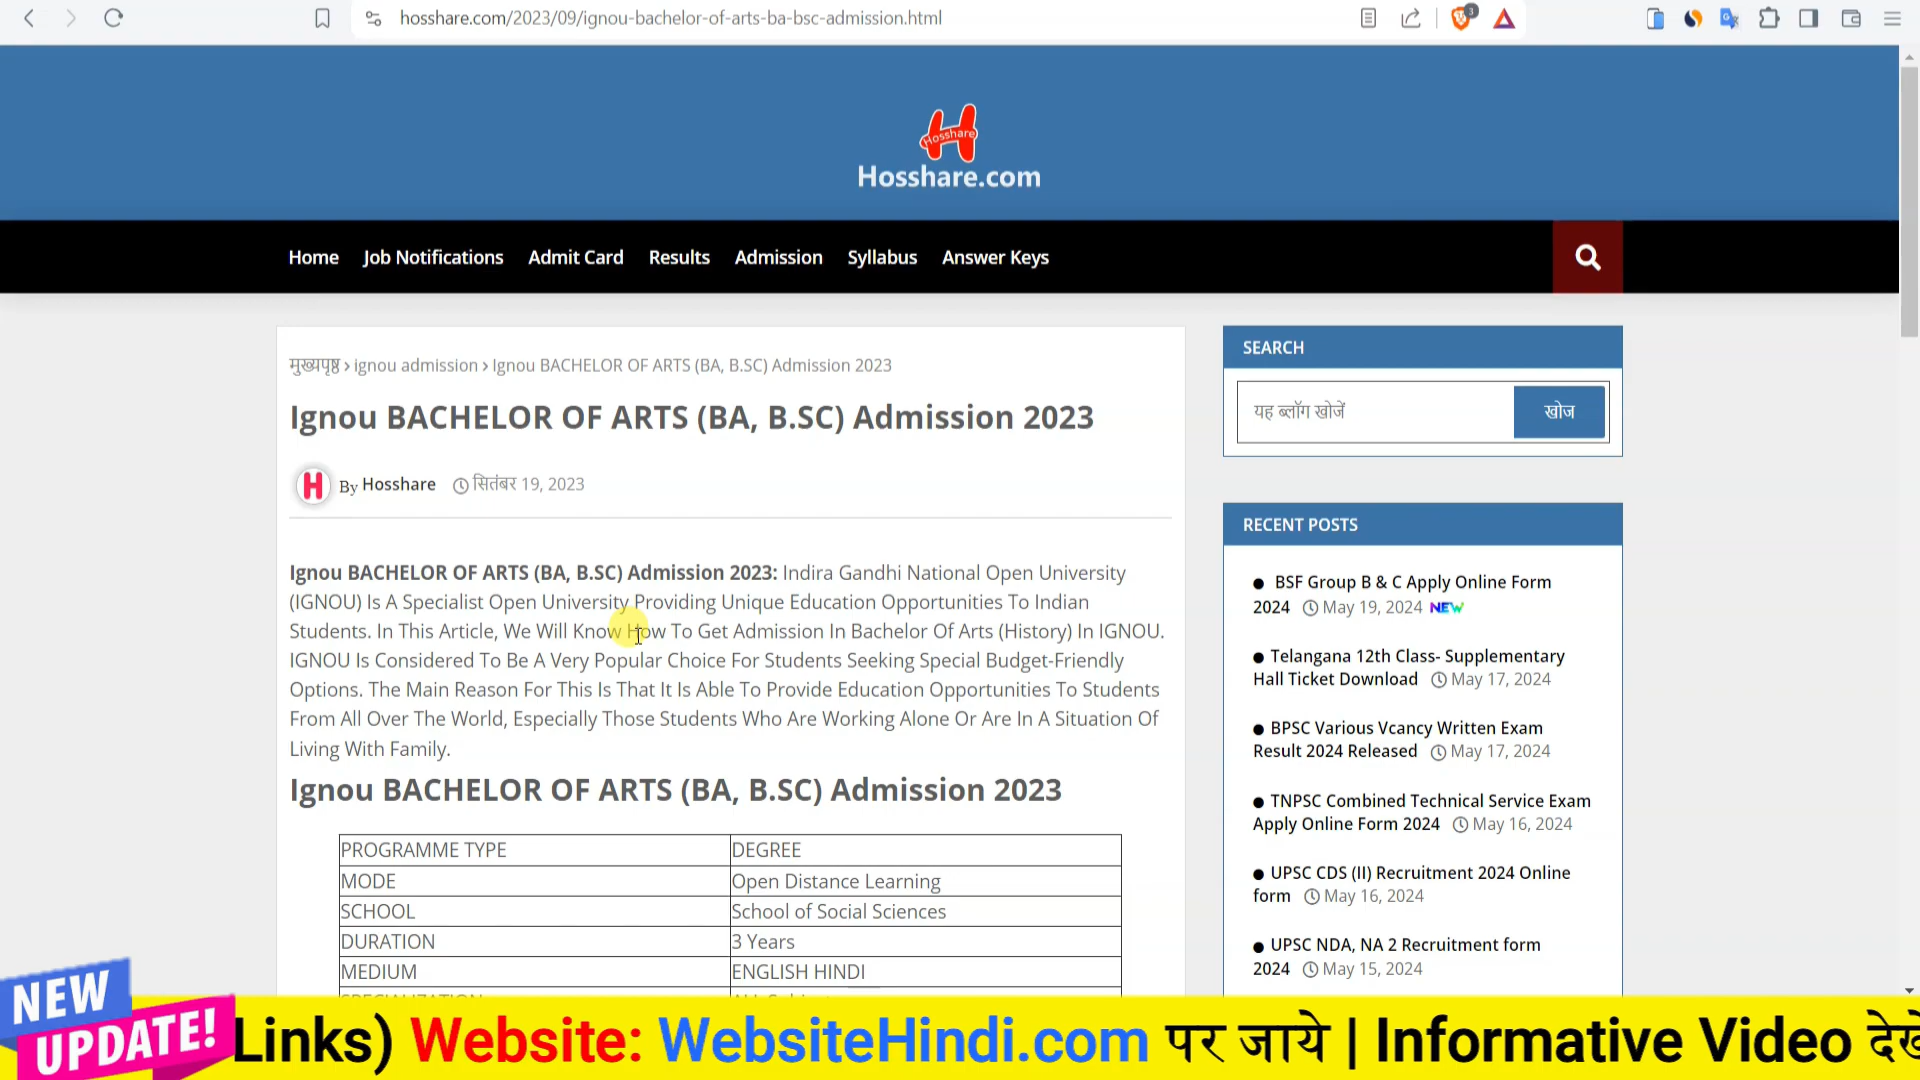 hosshare.com/2023/09/ignou-bachelor-of-arts-ba-bsc-admission.html
3
Hosshare
Hosshare.com
Home Job Notifications Admit Card Results Admission Syllabus Answer Keys
मुख्यपृष्ठ › ignou admission › Ignou BACHELOR OF ARTS (BA, B.SC) Admission 2023
Ignou BACHELOR OF ARTS (BA, B.SC) Admission 2023
H By Hosshare सितंबर 19, 2023
Ignou BACHELOR OF ARTS (BA, B.SC) Admission 2023: Indira Gandhi National Open University
(IGNOU) Is A Specialist Open University Providing Unique Education Opportunities To Indian
Students. In This Article, We Will Know How To Get Admission In Bachelor Of Arts (History) In IGNOU.
IGNOU Is Considered To Be A Very Popular Choice For Students Seeking Special Budget-Friendly
Options. The Main Reason For This Is That It Is Able To Provide Education Opportunities To Students
From All Over The World, Especially Those Students Who Are Working Alone Or Are In A Situation Of
Living With Family.
Ignou BACHELOR OF ARTS (BA, B.SC) Admission 2023
PROGRAMME TYPE DEGREE
MODE Open Distance Learning
SCHOOL School of Social Sciences
DURATION 3 Years
MEDIUM ENGLISH HINDI
SEARCH
यह ब्लॉग खोजें खोज
RECENT POSTS
● BSF Group B & C Apply Online Form
2024 May 19, 2024 NEW
● Telangana 12th Class- Supplementary
Hall Ticket Download May 17, 2024
● BPSC Various Vcancy Written Exam
Result 2024 Released May 17, 2024
● TNPSC Combined Technical Service Exam
Apply Online Form 2024 May 16, 2024
● UPSC CDS (II) Recruitment 2024 Online
form May 16, 2024
● UPSC NDA, NA 2 Recruitment form
2024 May 15, 2024
NEW
UPDATE!
Links) Website: WebsiteHindi.com पर जाये | Informative Video